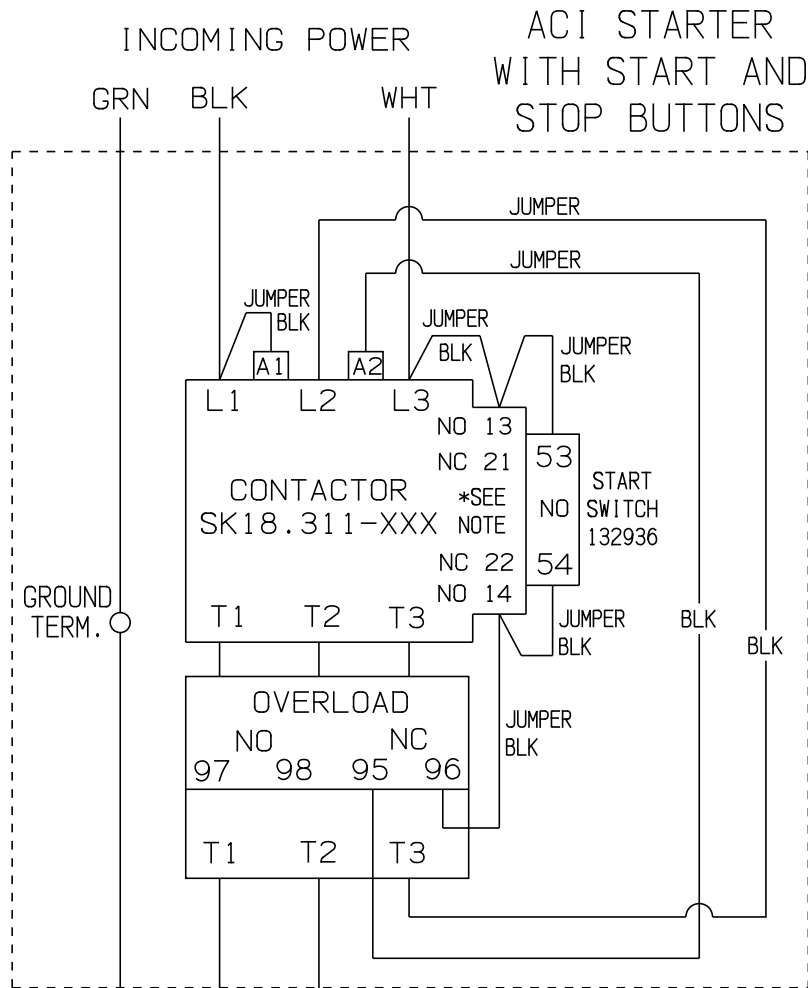 INCOMING POWER
ACI STARTER
WITH START AND
STOP BUTTONS
GRN
BLK
WHT
JUMPER
JUMPER
JUMPER
BLK
JUMPER
BLK
JUMPER
BLK
A1
A2
L1
L2
L3
NO 13
NC 21
53
CONTACTOR
SK18.311-XXX
*SEE
NOTE
NO
START
SWITCH
132936
NC 22
54
NO 14
GROUND
TERM.
T1
T2
T3
JUMPER
BLK
BLK
BLK
OVERLOAD
NO
NC
97
98
95
96
JUMPER
BLK
T1
T2
T3